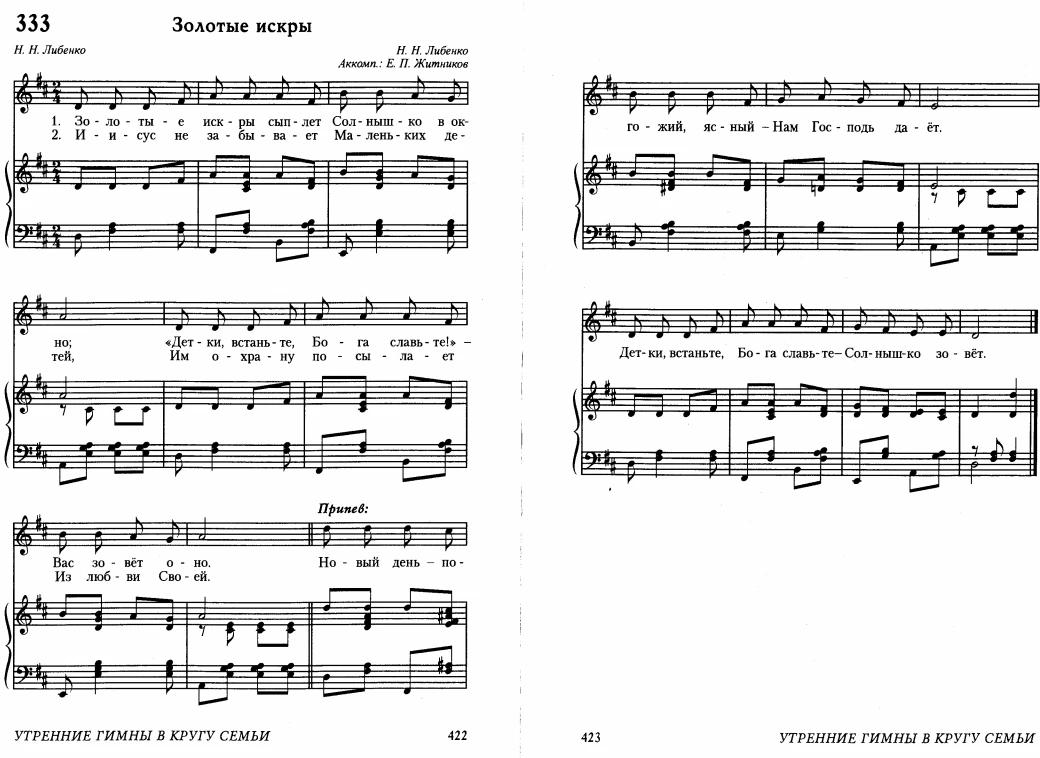 333
Золотые искры
Н. Н. Либенко
Н. Н. Либенко
Аккомп.: Е. П. Житников
1. Зо - ло - ты - е иск - ры сып - лет Сол - ныш - ко в ок-
2. И - и - сус не за - бы - ва - ет Ма - лень - ких де -
но; «Дет - ки, встань - те, Бо - га славь - те!» –
тей, Им о - хра - ну по - сы - ла - ет
Припев:
Вас зо - вёт о - но. Но - вый день – по-
Из люб - ви Сво - ей.
УТРЕННИЕ ГИМНЫ В КРУГУ СЕМЬИ
422
го - жий, яс - ный – Нам Гос - подь да - ёт.
Дет - ки, встаньте, Бо - га славь - те – Сол - ныш - ко зо - вёт.
423
УТРЕННИЕ ГИМНЫ В КРУГУ СЕМЬИ